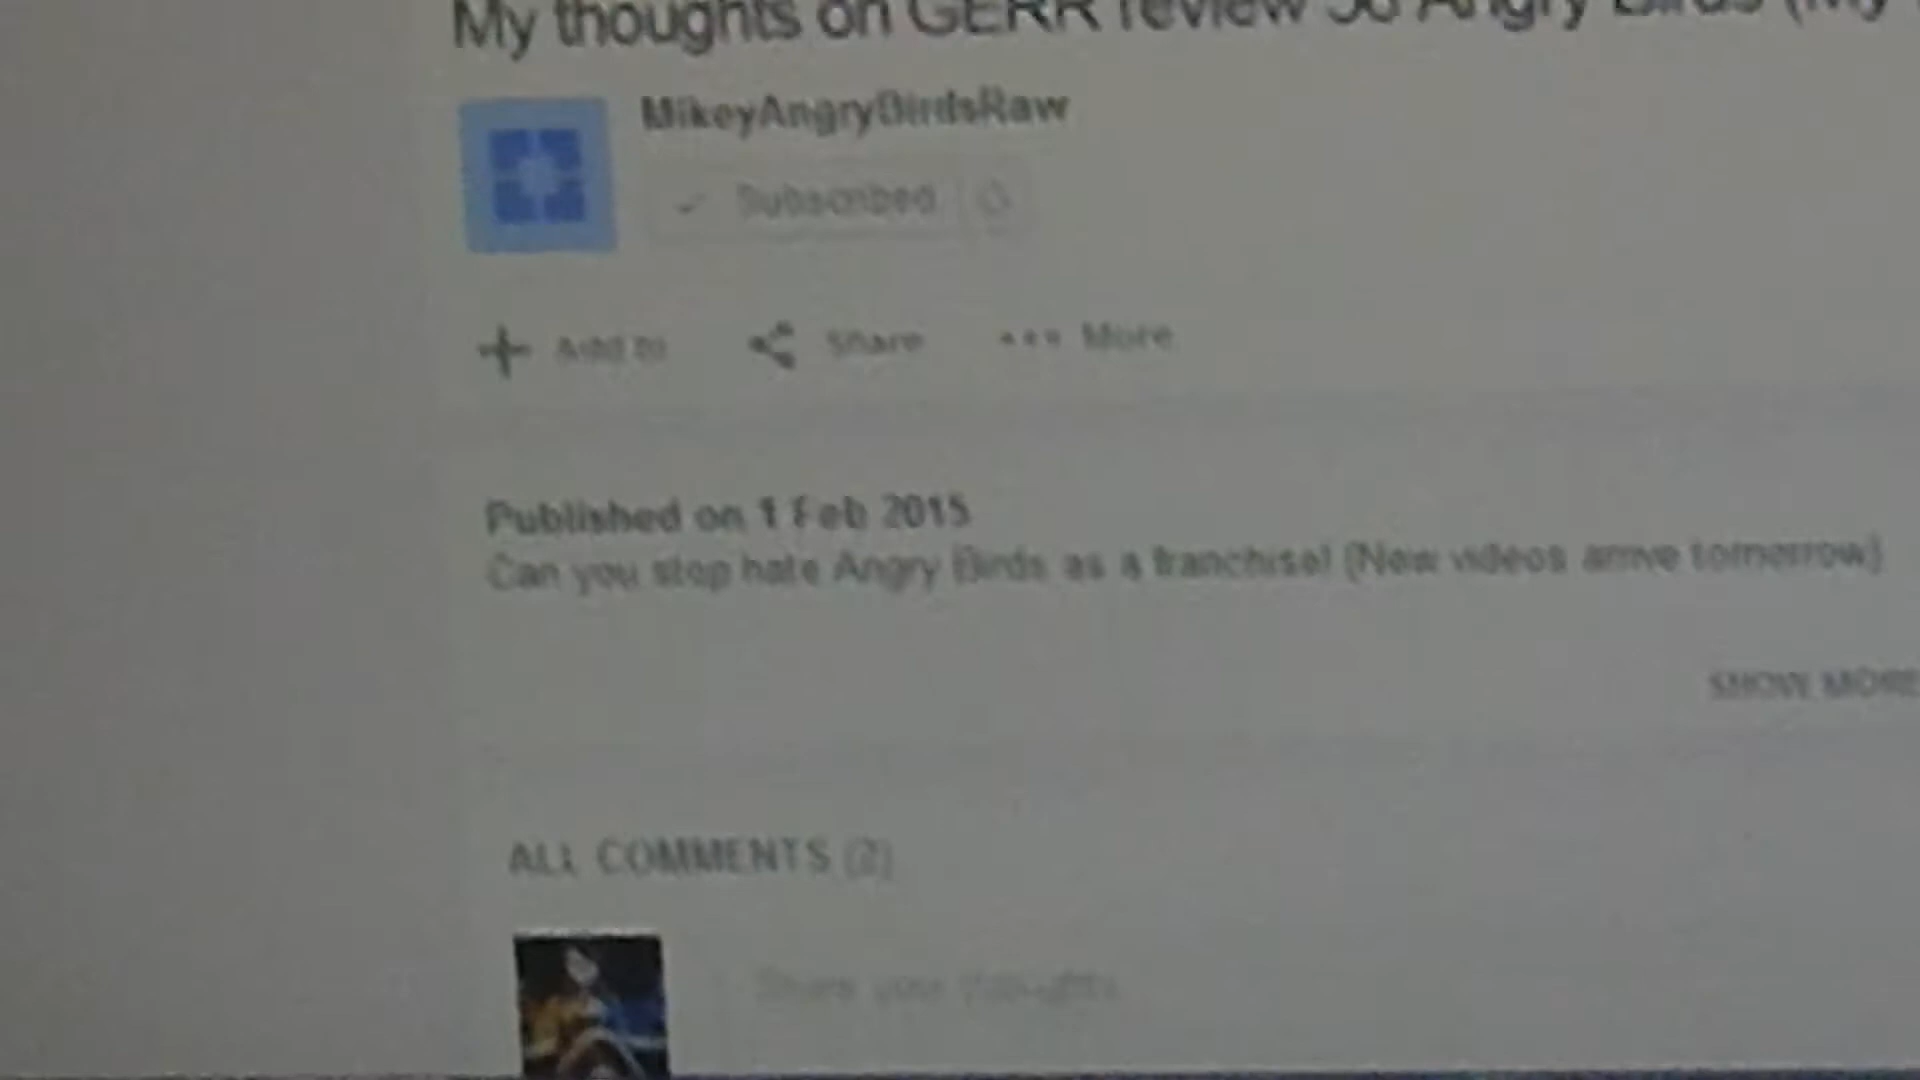 My thoughts on GERR review 58 Angry Birds (My
MikeyAngryBirdsRaw
Subscribed
Add to Share More
Published on 1 Feb 2015
Can you stop hate Angry Birds as a franchise! (New videos arrive tomorrow)
SHOW MORE
ALL COMMENTS (2)
Share your thoughts